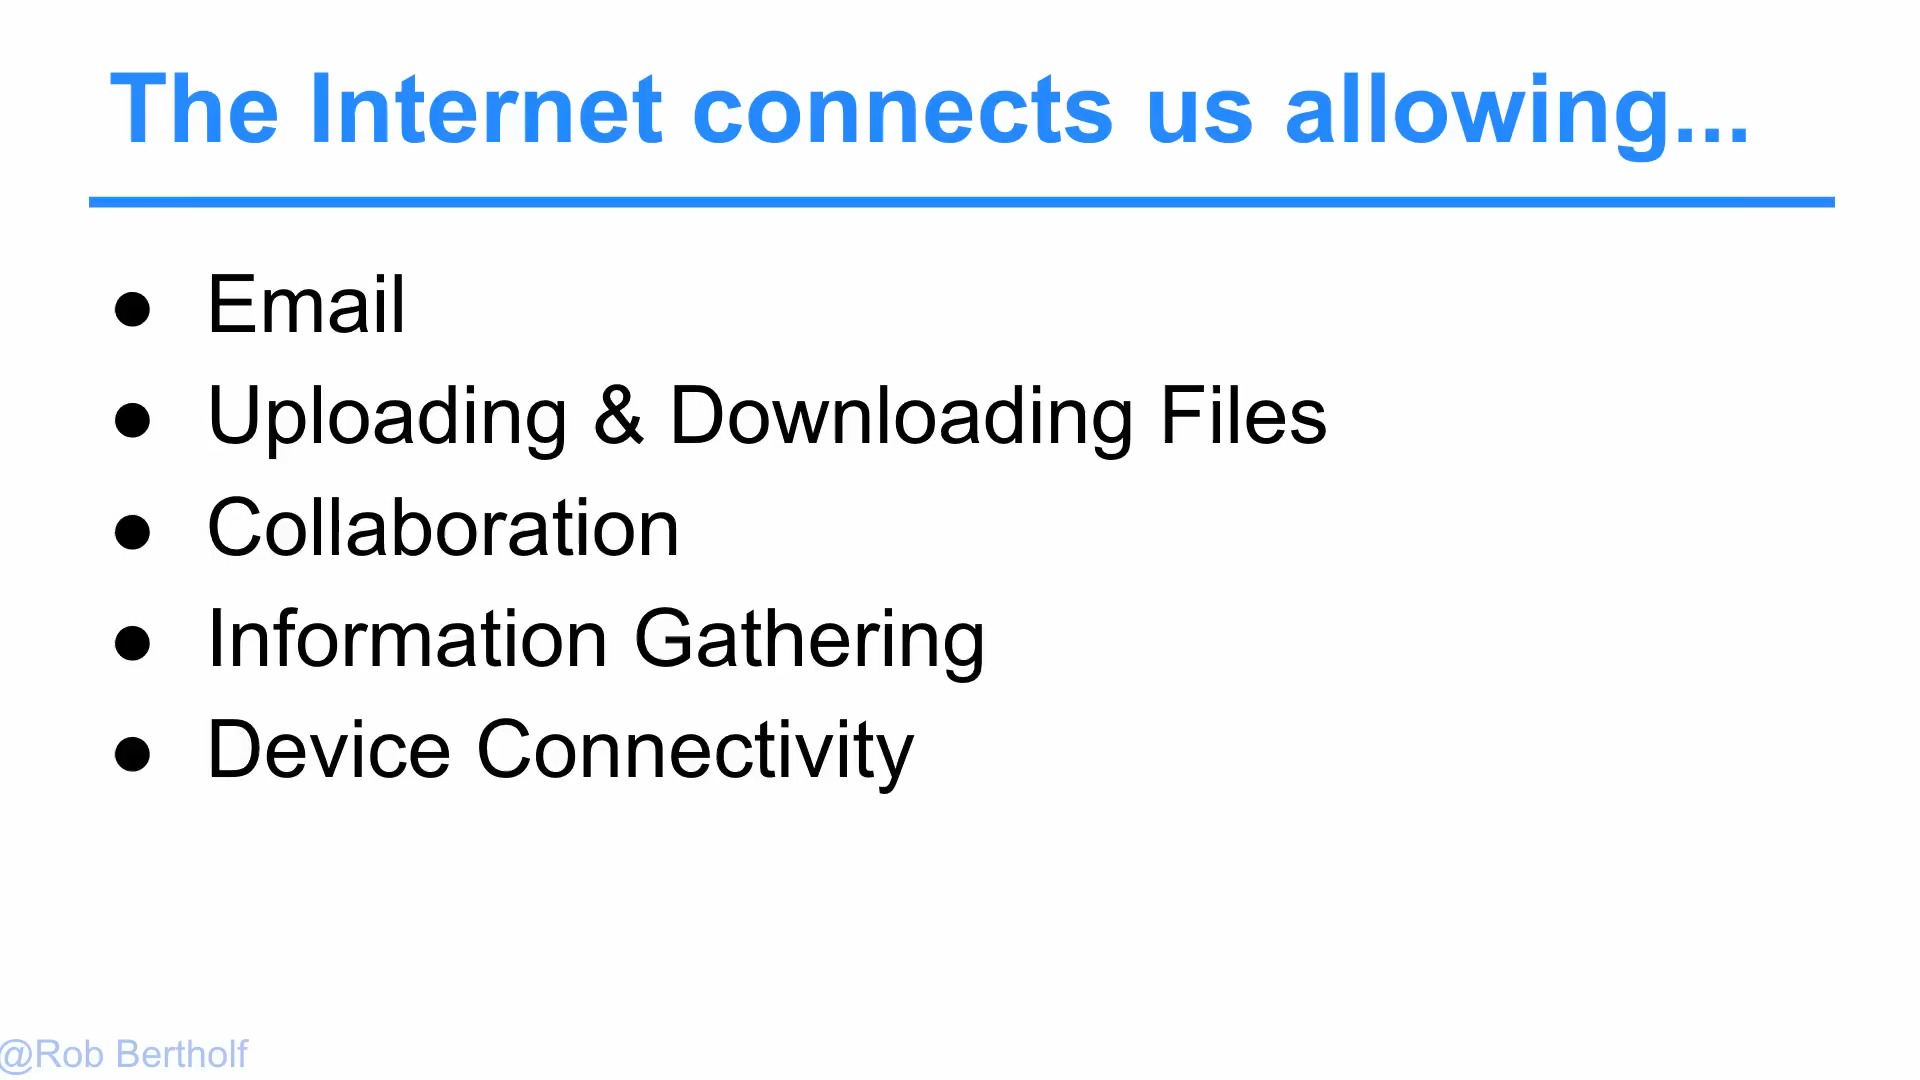 The Internet connects us allowing...
● Email
● Uploading & Downloading Files
● Collaboration
● Information Gathering
● Device Connectivity
@Rob Bertholf